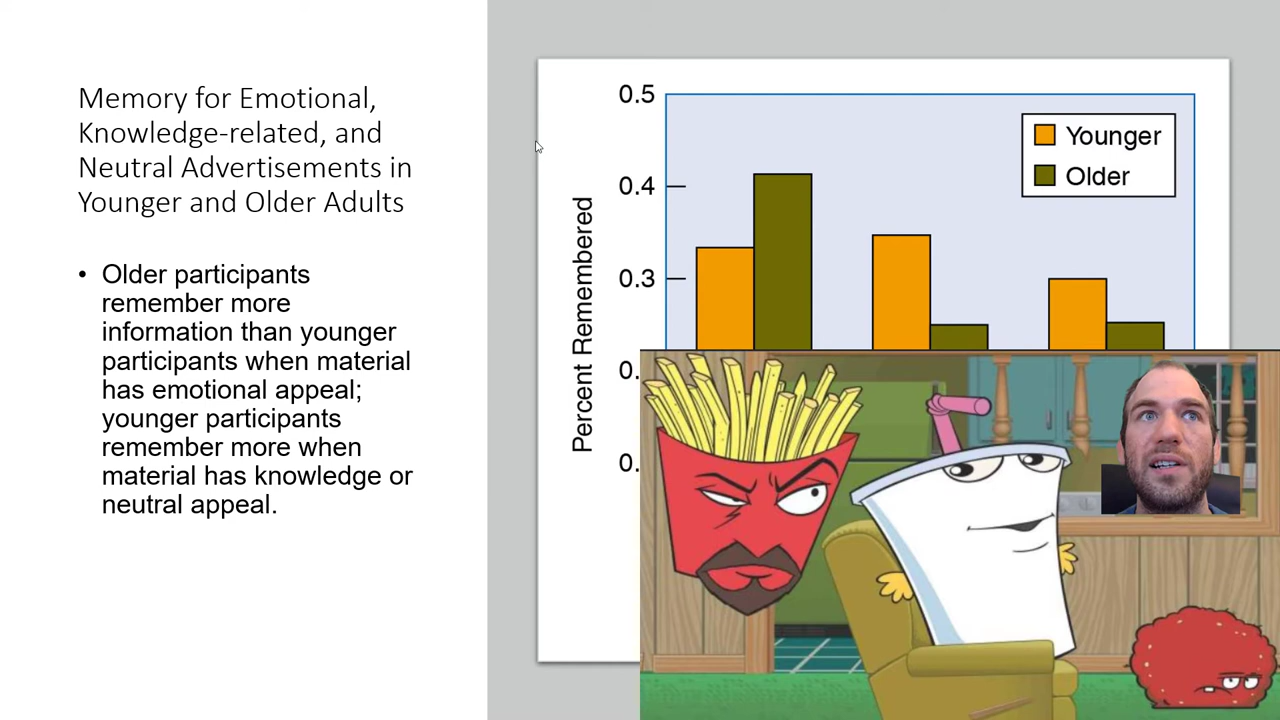 Memory for Emotional,
Knowledge-related, and
Neutral Advertisements in
Younger and Older Adults
• Older participants
remember more
information than younger
participants when material
has emotional appeal;
younger participants
remember more when
material has knowledge or
neutral appeal.
Percent Remembered
0.5
0.4
0.3
0.
0.
Younger
Older